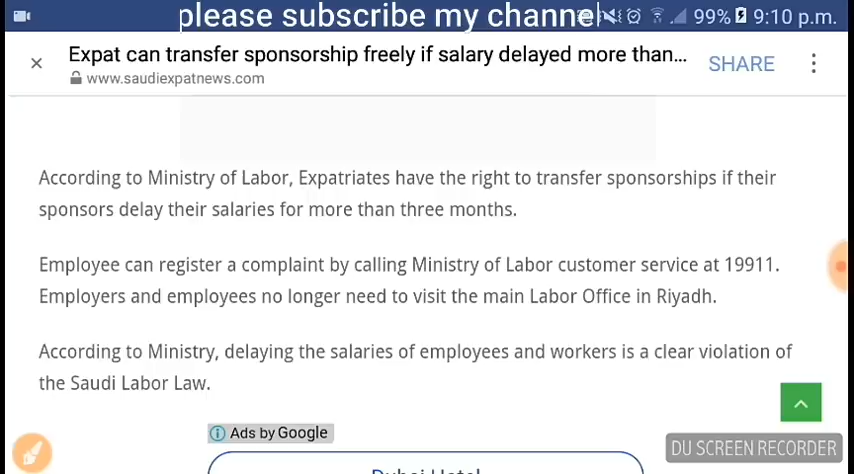 please subscribe my channel
99% 9:10 p.m.
Expat can transfer sponsorship freely if salary delayed more than...
www.saudiexpatnews.com
SHARE
According to Ministry of Labor, Expatriates have the right to transfer sponsorships if their
sponsors delay their salaries for more than three months.
Employee can register a complaint by calling Ministry of Labor customer service at 19911.
Employers and employees no longer need to visit the main Labor Office in Riyadh.
According to Ministry, delaying the salaries of employees and workers is a clear violation of
the Saudi Labor Law.
Ads by Google
DU SCREEN RECORDER
Dubai Hotel